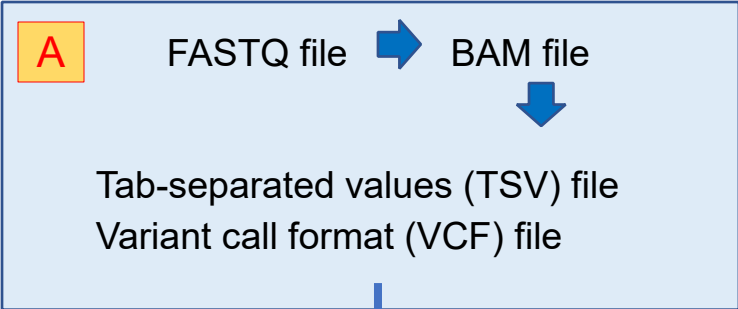 A
FASTQ file
BAM file
Tab-separated values (TSV) file
Variant call format (VCF) file